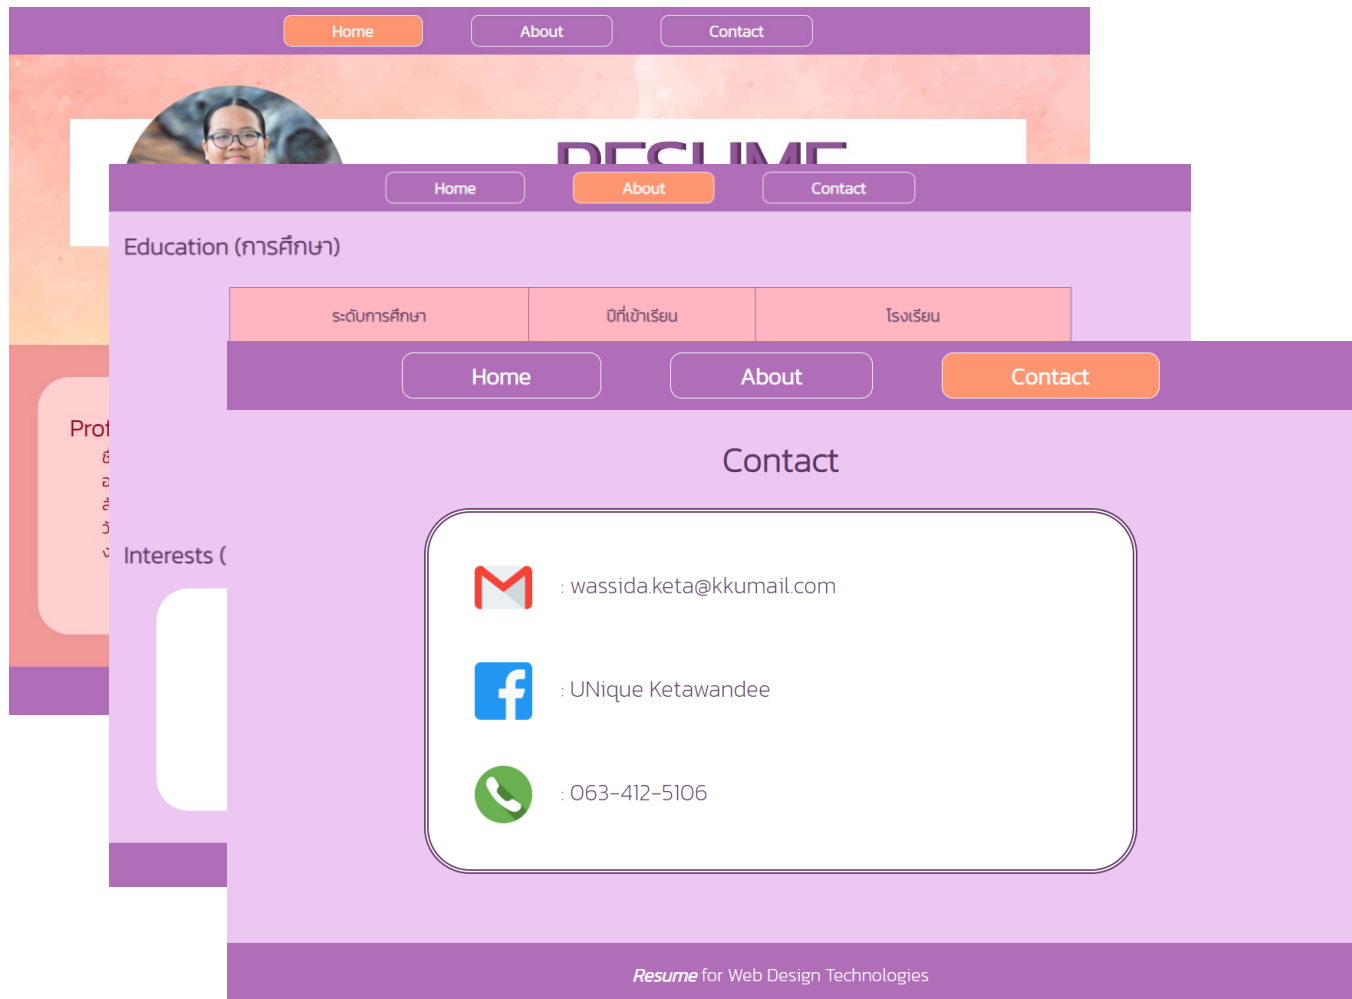 Home About Contact
RESUME
Home About Contact
Education (การศึกษา)
ระดับการศึกษา ปีที่เข้าเรียน โรงเรียน
Home About Contact
Contact
Interests (
: wassida.keta@kkumail.com
: UNique Ketawandee
: 063-412-5106
Resume for Web Design Technologies